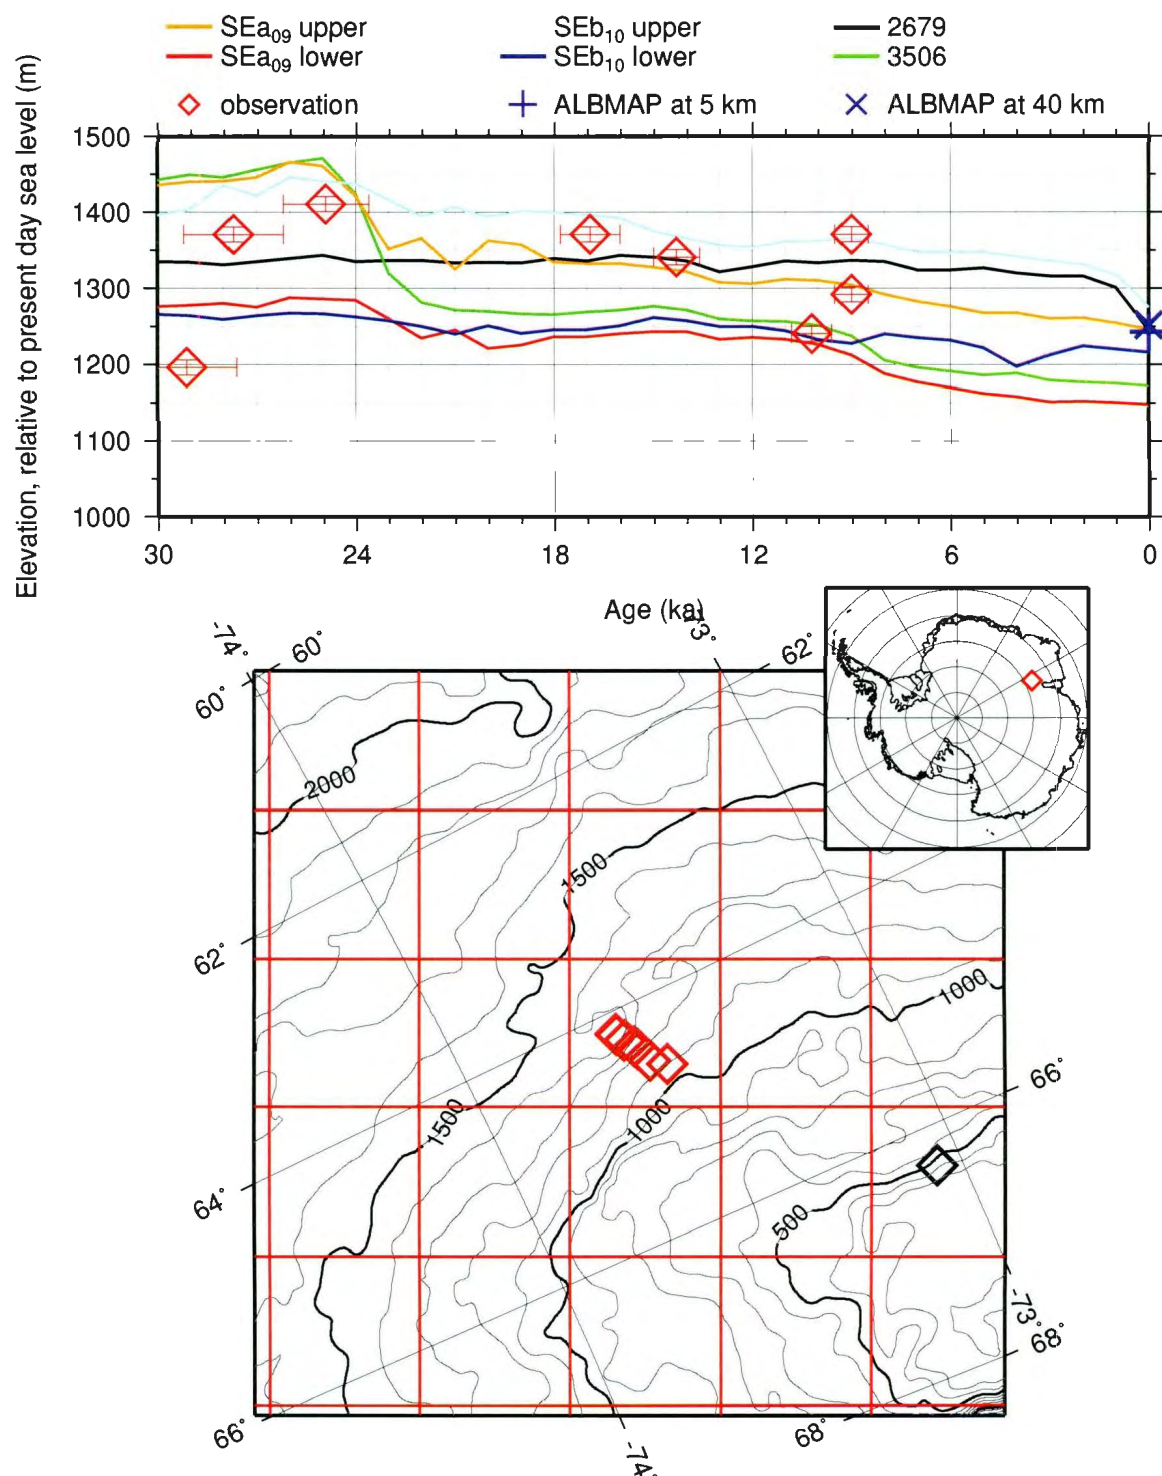 SEa09 upper SEb10 upper 2679
SEa09 lower SEb10 lower 3506
observation ALBMAP at 5 km ALBMAP at 40 km
Elevation, relative to present day sea level (m)
1500
1400
1300
1200
1100
1000
30 24 18 12 6 0
Age (ka)
-74° 60° -73° 62°
60°
2000
1500
62°
1000
66°
1500
1000
64°
500
-73°
68°
66° 68°
-74°